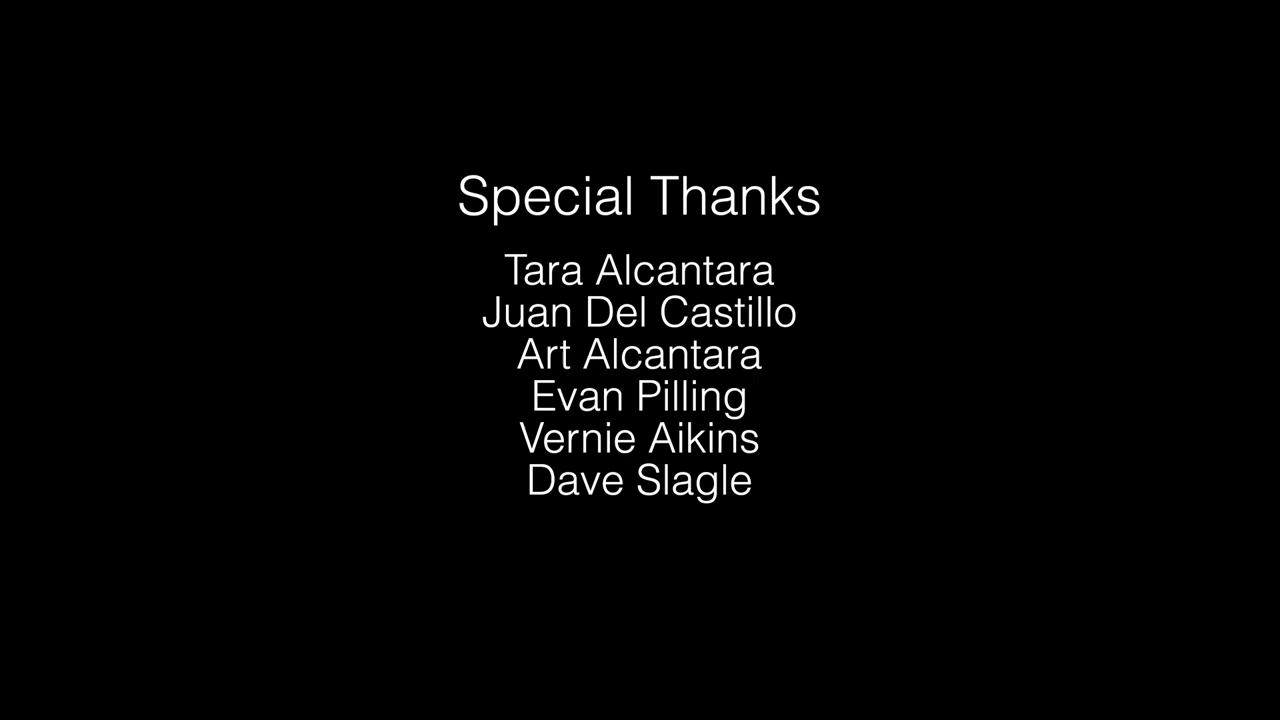 Special Thanks
Tara Alcantara
Juan Del Castillo
Art Alcantara
Evan Pilling
Vernie Aikins
Dave Slagle